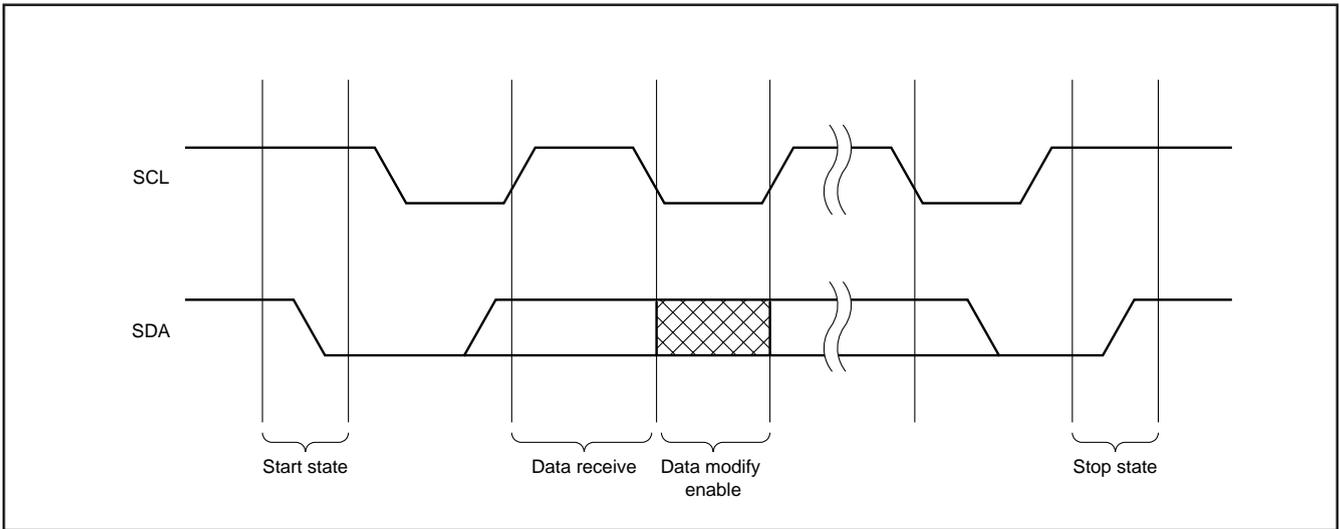 SCL
SDA
Start state
Data receive
Data modify
enable
Stop state